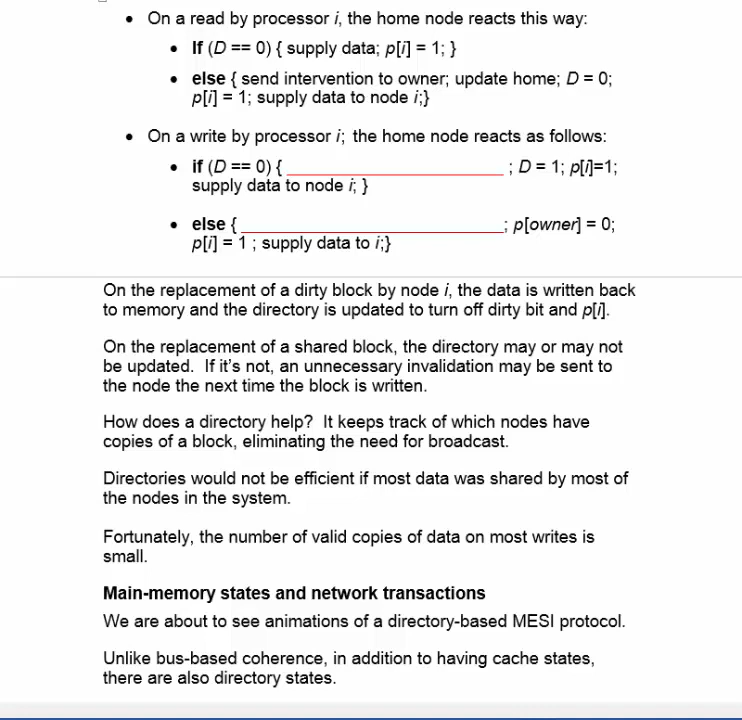 • On a read by processor i, the home node reacts this way:
• If (D == 0) { supply data; p[i] = 1; }
• else { send intervention to owner; update home; D = 0;
p[i] = 1; supply data to node i;}
• On a write by processor i; the home node reacts as follows:
• if (D == 0) { ____________________ ; D = 1; p[i]=1;
supply data to node i; }
• else { ____________________; p[owner] = 0;
p[i] = 1 ; supply data to i;}
On the replacement of a dirty block by node i, the data is written back
to memory and the directory is updated to turn off dirty bit and p[i].
On the replacement of a shared block, the directory may or may not
be updated. If it's not, an unnecessary invalidation may be sent to
the node the next time the block is written.
How does a directory help? It keeps track of which nodes have
copies of a block, eliminating the need for broadcast.
Directories would not be efficient if most data was shared by most of
the nodes in the system.
Fortunately, the number of valid copies of data on most writes is
small.
Main-memory states and network transactions
We are about to see animations of a directory-based MESI protocol.
Unlike bus-based coherence, in addition to having cache states,
there are also directory states.